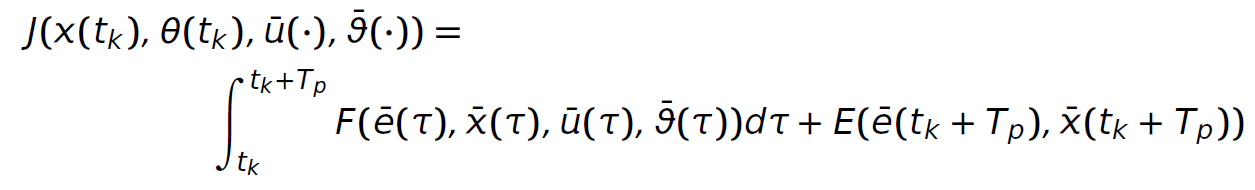 J(x(t_k), θ(t_k), ū(·), ϑ̄(·)) =
∫_{t_k}^{t_k+T_p} F(ē(τ), x̄(τ), ū(τ), ϑ̄(τ))dτ + E(ē(t_k + T_p), x̄(t_k + T_p))